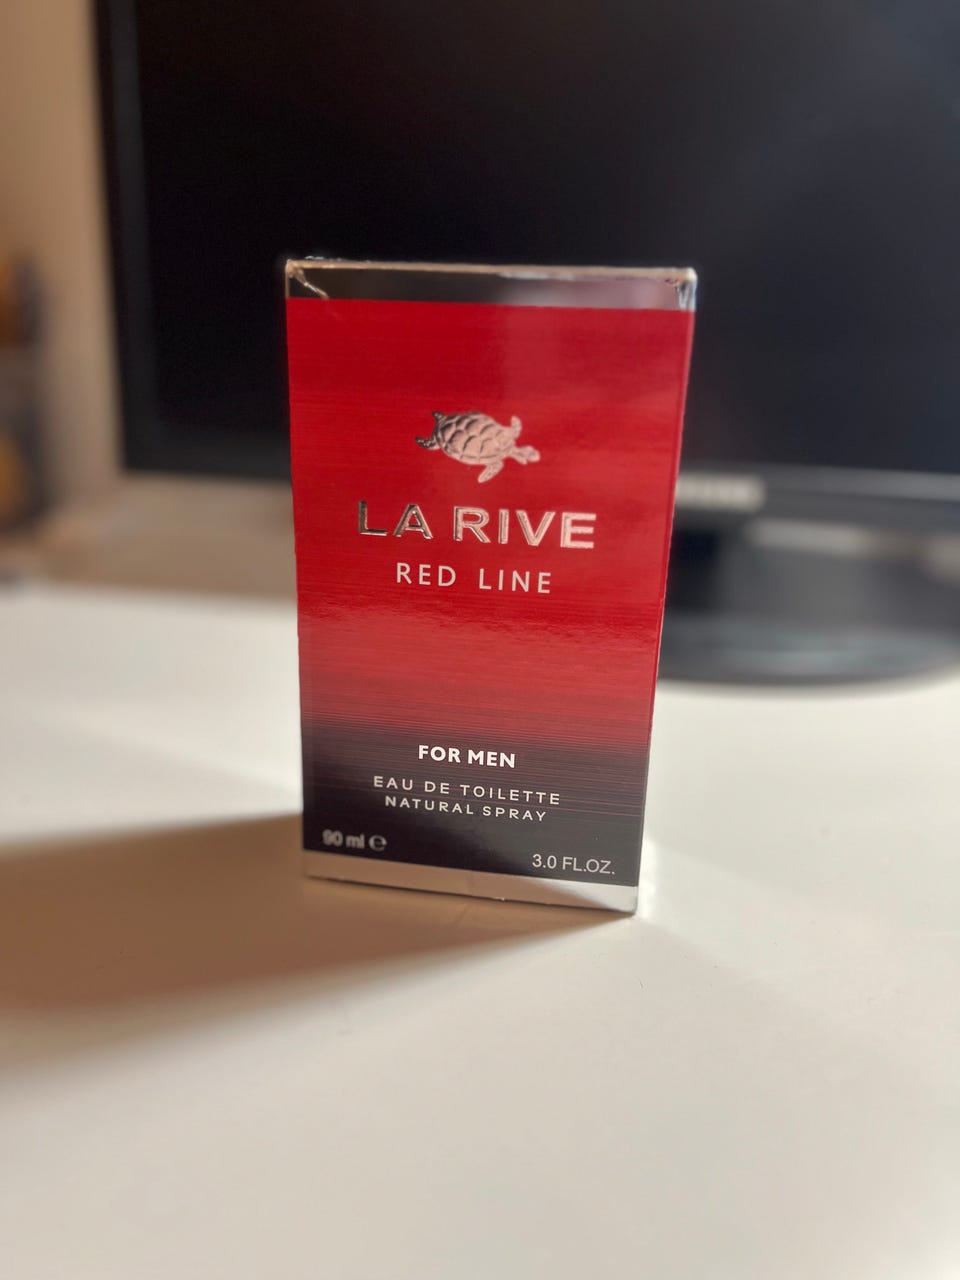 LA RIVE
RED LINE
FOR MEN
EAU DE TOILETTE
NATURAL SPRAY
90 ml ℮
3.0 FL.OZ.